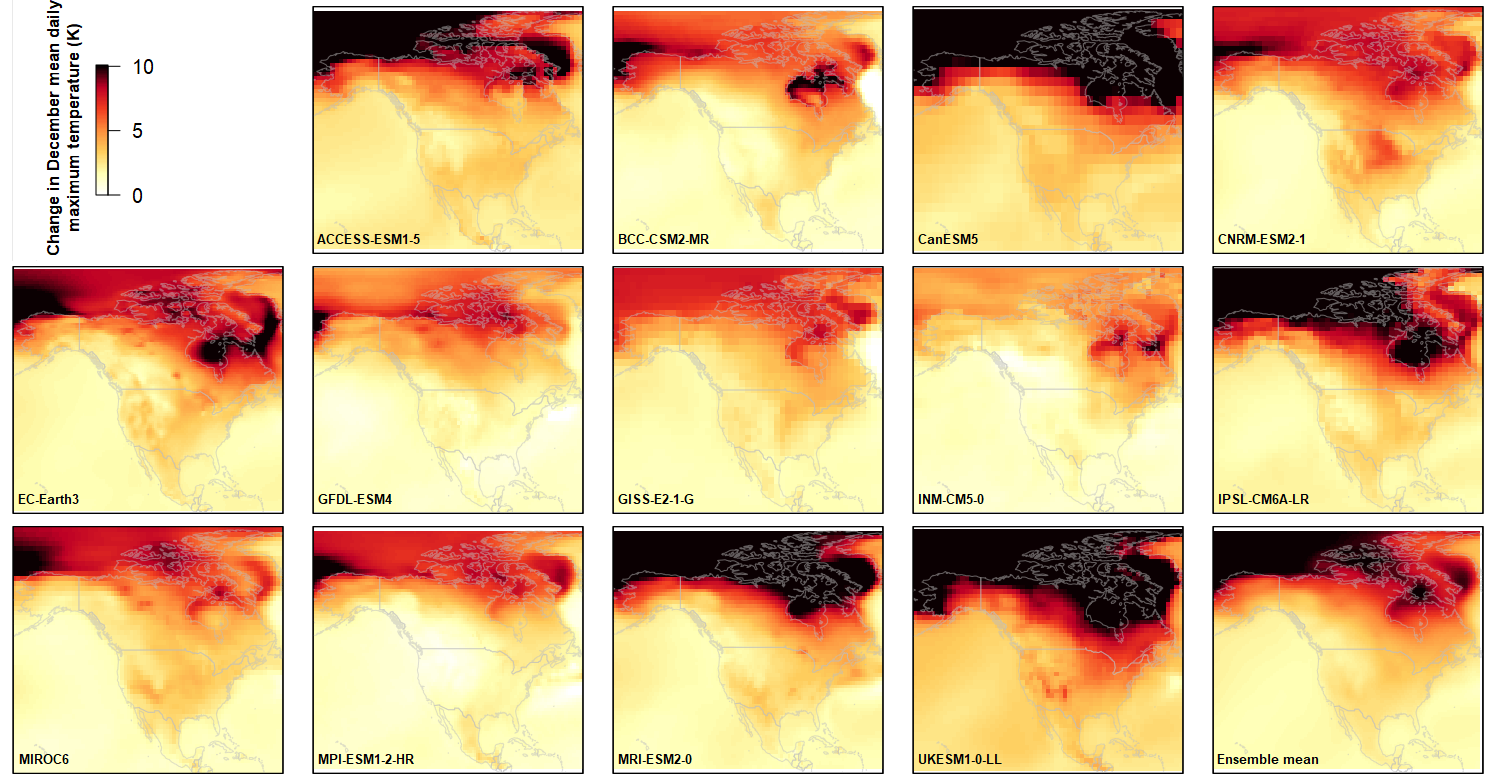 Change in December mean daily
maximum temperature (K)
10
5
0
ACCESS-ESM1-5
BCC-CSM2-MR
CanESM5
CNRM-ESM2-1
EC-Earth3
GFDL-ESM4
GISS-E2-1-G
INM-CM5-0
IPSL-CM6A-LR
MIROC6
MPI-ESM1-2-HR
MRI-ESM2-0
UKESM1-0-LL
Ensemble mean